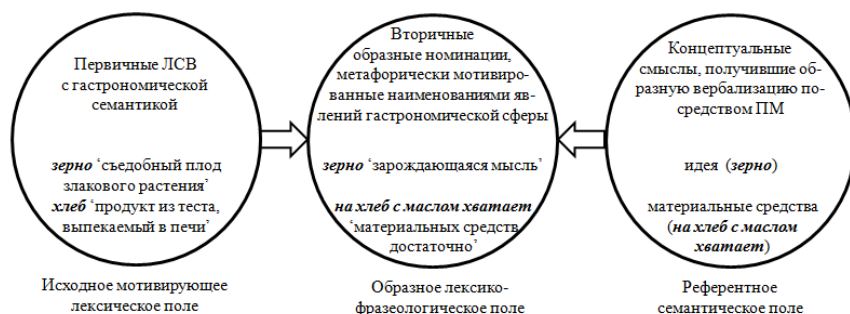 Первичные ЛСВ
с гастрономической
семантикой
зерно ‘съедобный плод
злакового растения’
хлеб ‘продукт из теста,
выпекаемый в печи’
Исходное мотивирующее
лексическое поле
Вторичные
образные номинации,
метафорически мотивиро-
ванные наименованиями яв-
лений гастрономической сферы
зерно ‘зарождающаяся мысль’
на хлеб с маслом хватает
‘материальных средств
достаточно’
Образное лексико-
фразеологическое поле
Концептуальные
смыслы, получившие об-
разную вербализацию по-
средством ПМ
идея (зерно)
материальные средства
(на хлеб с маслом
хватает)
Референтное
семантическое поле